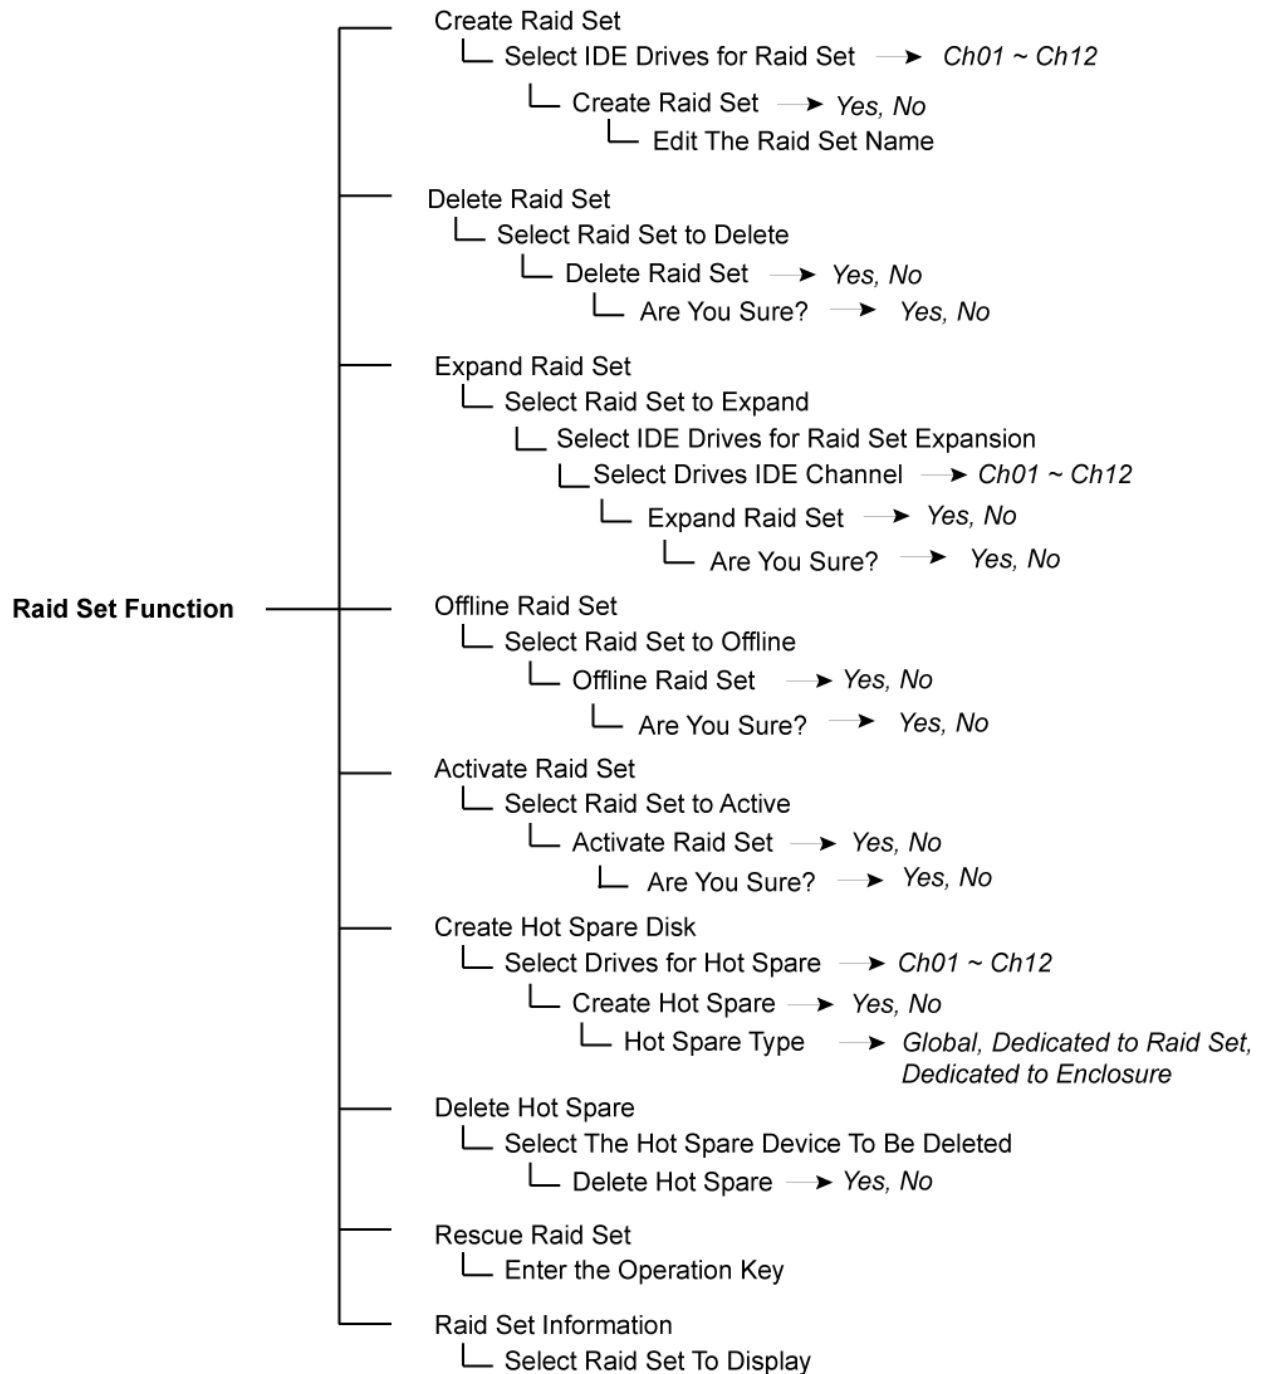 Create Raid Set
Select IDE Drives for Raid Set Ch01 ~ Ch12
Create Raid Set Yes, No
Edit The Raid Set Name
Delete Raid Set
Select Raid Set to Delete
Delete Raid Set Yes, No
Are You Sure? Yes, No
Expand Raid Set
Select Raid Set to Expand
Select IDE Drives for Raid Set Expansion
Select Drives IDE Channel Ch01 ~ Ch12
Expand Raid Set Yes, No
Are You Sure? Yes, No
Raid Set Function
Offline Raid Set
Select Raid Set to Offline
Offline Raid Set Yes, No
Are You Sure? Yes, No
Activate Raid Set
Select Raid Set to Active
Activate Raid Set Yes, No
Are You Sure? Yes, No
Create Hot Spare Disk
Select Drives for Hot Spare Ch01 ~ Ch12
Create Hot Spare Yes, No
Hot Spare Type Global, Dedicated to Raid Set,
Dedicated to Enclosure
Delete Hot Spare
Select The Hot Spare Device To Be Deleted
Delete Hot Spare Yes, No
Rescue Raid Set
Enter the Operation Key
Raid Set Information
Select Raid Set To Display